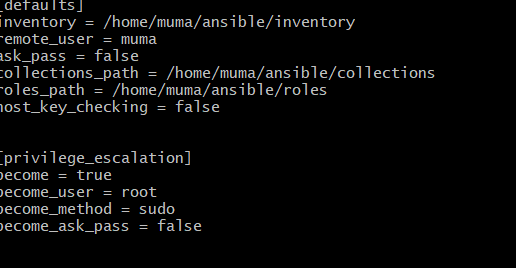 [defaults]
inventory = /home/muma/ansible/inventory
remote_user = muma
ask_pass = false
collections_path = /home/muma/ansible/collections
roles_path = /home/muma/ansible/roles
host_key_checking = false
[privilege_escalation]
become = true
become_user = root
become_method = sudo
become_ask_pass = false